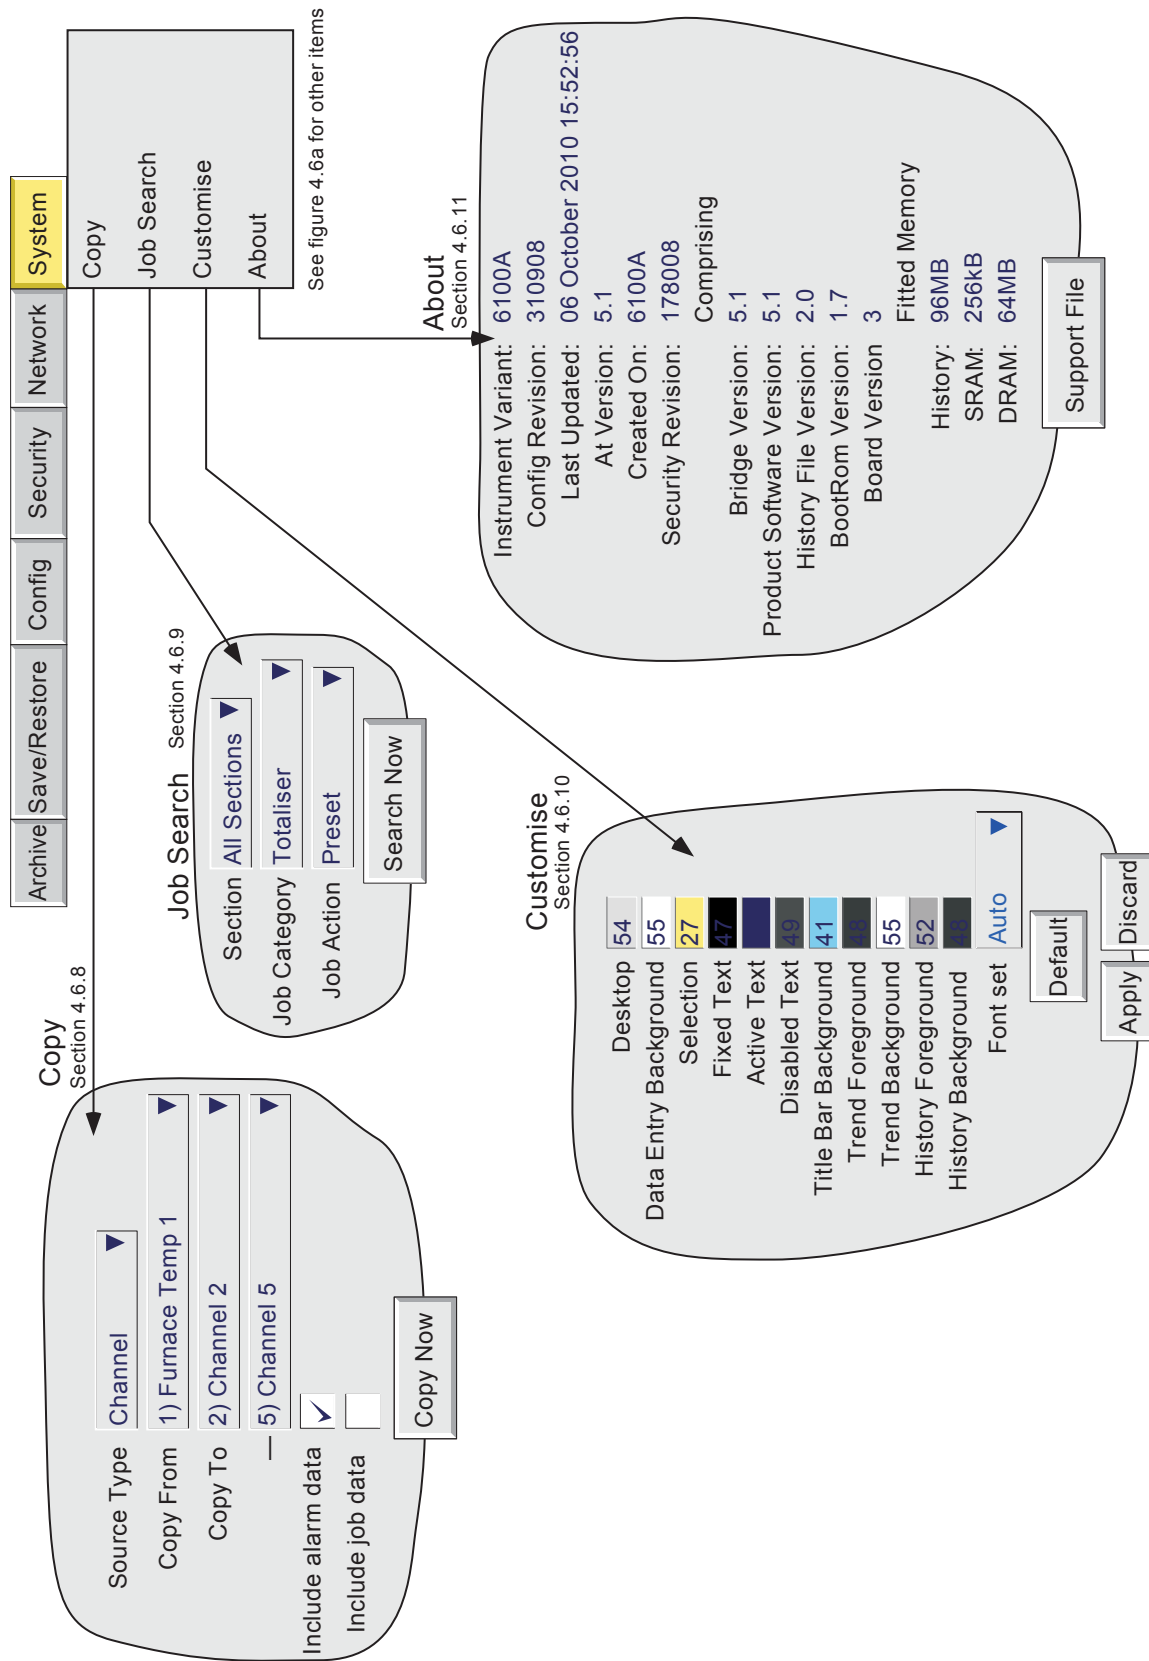 Archive Save/Restore Config Security Network System
Copy
Job Search
Customise
About
See figure 4.6a for other items
Copy
Section 4.6.8
Source Type Channel
Copy From 1) Furnace Temp 1
Copy To 2) Channel 2
— 5) Channel 5
Include alarm data
Include job data
Copy Now
Job Search Section 4.6.9
Section All Sections
Job Category Totaliser
Job Action Preset
Search Now
Customise
Section 4.6.10
Desktop 54
Data Entry Background 55
Selection 27
Fixed Text 47
Active Text
Disabled Text 49
Title Bar Background 41
Trend Foreground 48
Trend Background 55
History Foreground 52
History Background 48
Font set Auto
Default
Apply Discard
About
Section 4.6.11
Instrument Variant: 6100A
Config Revision: 310908
Last Updated: 06 October 2010 15:52:56
At Version: 5.1
Created On: 6100A
Security Revision: 178008
Comprising
Bridge Version: 5.1
Product Software Version: 5.1
History File Version: 2.0
BootRom Version: 1.7
Board Version 3
Fitted Memory
History: 96MB
SRAM: 256kB
DRAM: 64MB
Support File